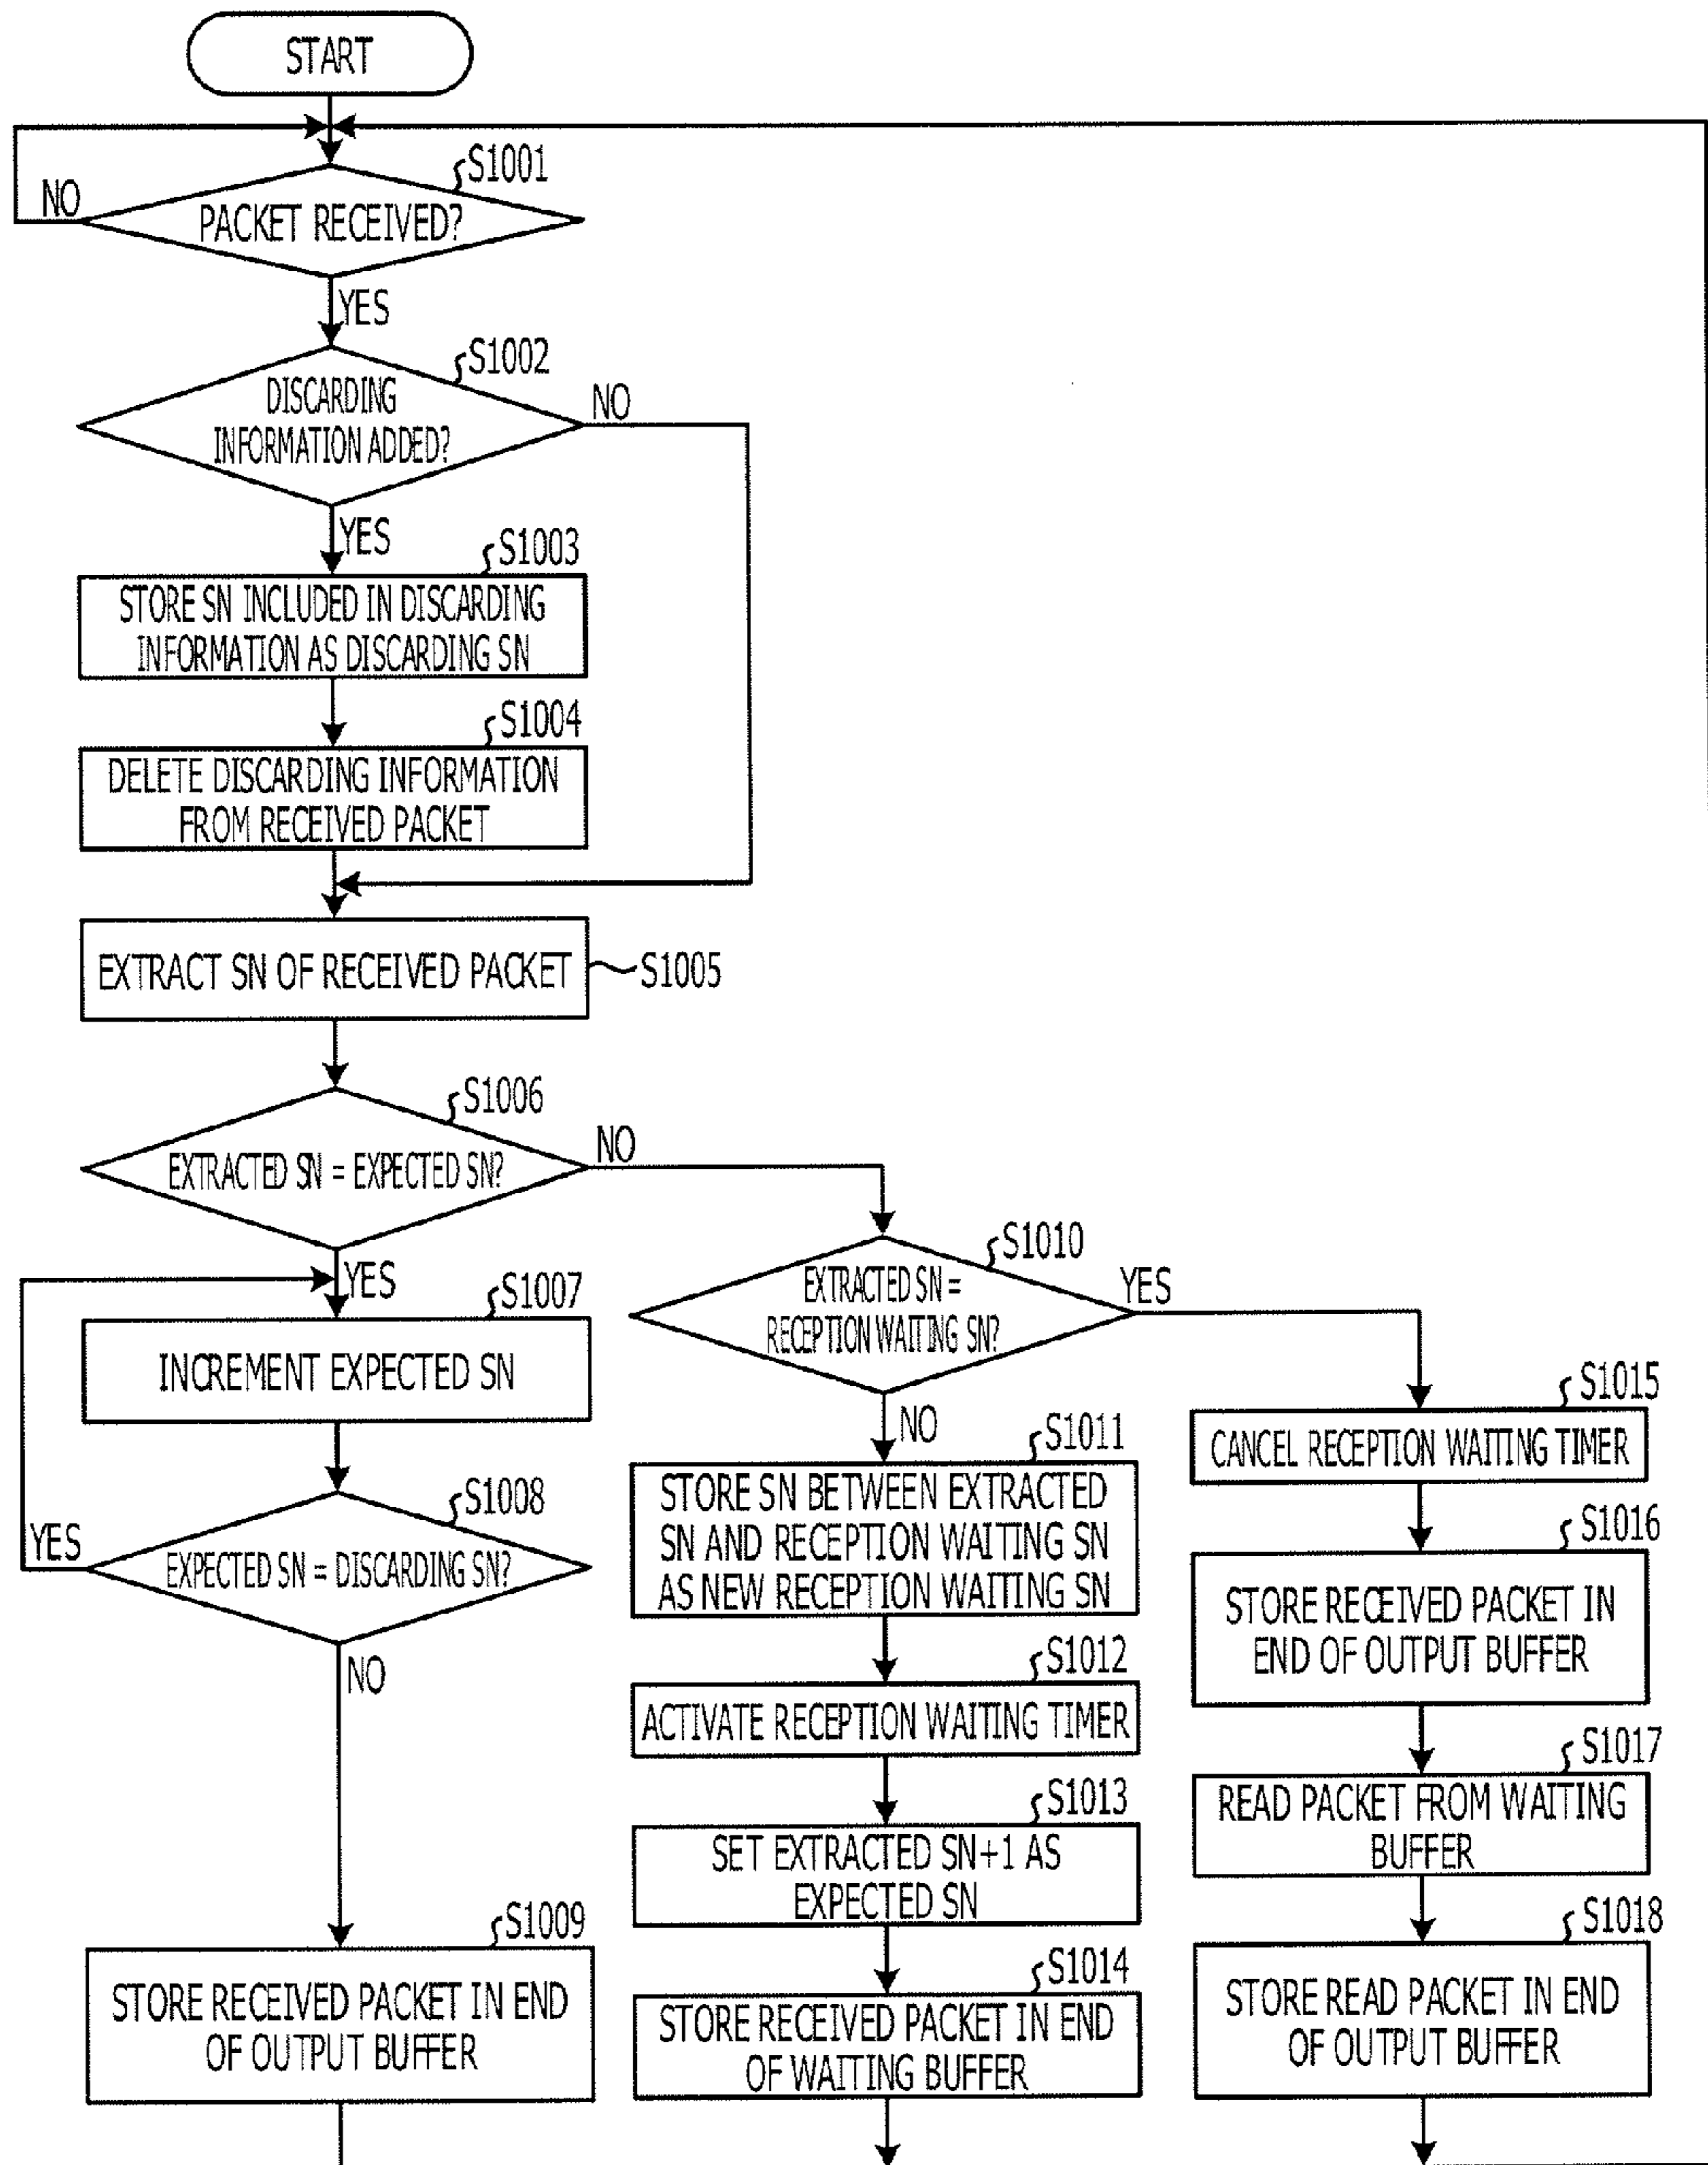 START
S1001
NO
PACKET RECEIVED?
YES
S1002
DISCARDING
INFORMATION ADDED?
NO
YES
S1003
STORE SN INCLUDED IN DISCARDING
INFORMATION AS DISCARDING SN
S1004
DELETE DISCARDING INFORMATION
FROM RECEIVED PACKET
EXTRACT SN OF RECEIVED PACKET
S1005
S1006
EXTRACTED SN = EXPECTED SN?
NO
YES
S1007
INCREMENT EXPECTED SN
S1008
YES
EXPECTED SN = DISCARDING SN?
NO
S1009
STORE RECEIVED PACKET IN END
OF OUTPUT BUFFER
S1010
EXTRACTED SN =
RECEPTION WAITING SN?
YES
NO
S1011
STORE SN BETWEEN EXTRACTED
SN AND RECEPTION WAITING SN
AS NEW RECEPTION WAITING SN
S1012
ACTIVATE RECEPTION WAITING TIMER
S1013
SET EXTRACTED SN+1 AS
EXPECTED SN
S1014
STORE RECEIVED PACKET IN END
OF WAITING BUFFER
S1015
CANCEL RECEPTION WAITING TIMER
S1016
STORE RECEIVED PACKET IN
END OF OUTPUT BUFFER
S1017
READ PACKET FROM WAITING
BUFFER
S1018
STORE READ PACKET IN END
OF OUTPUT BUFFER